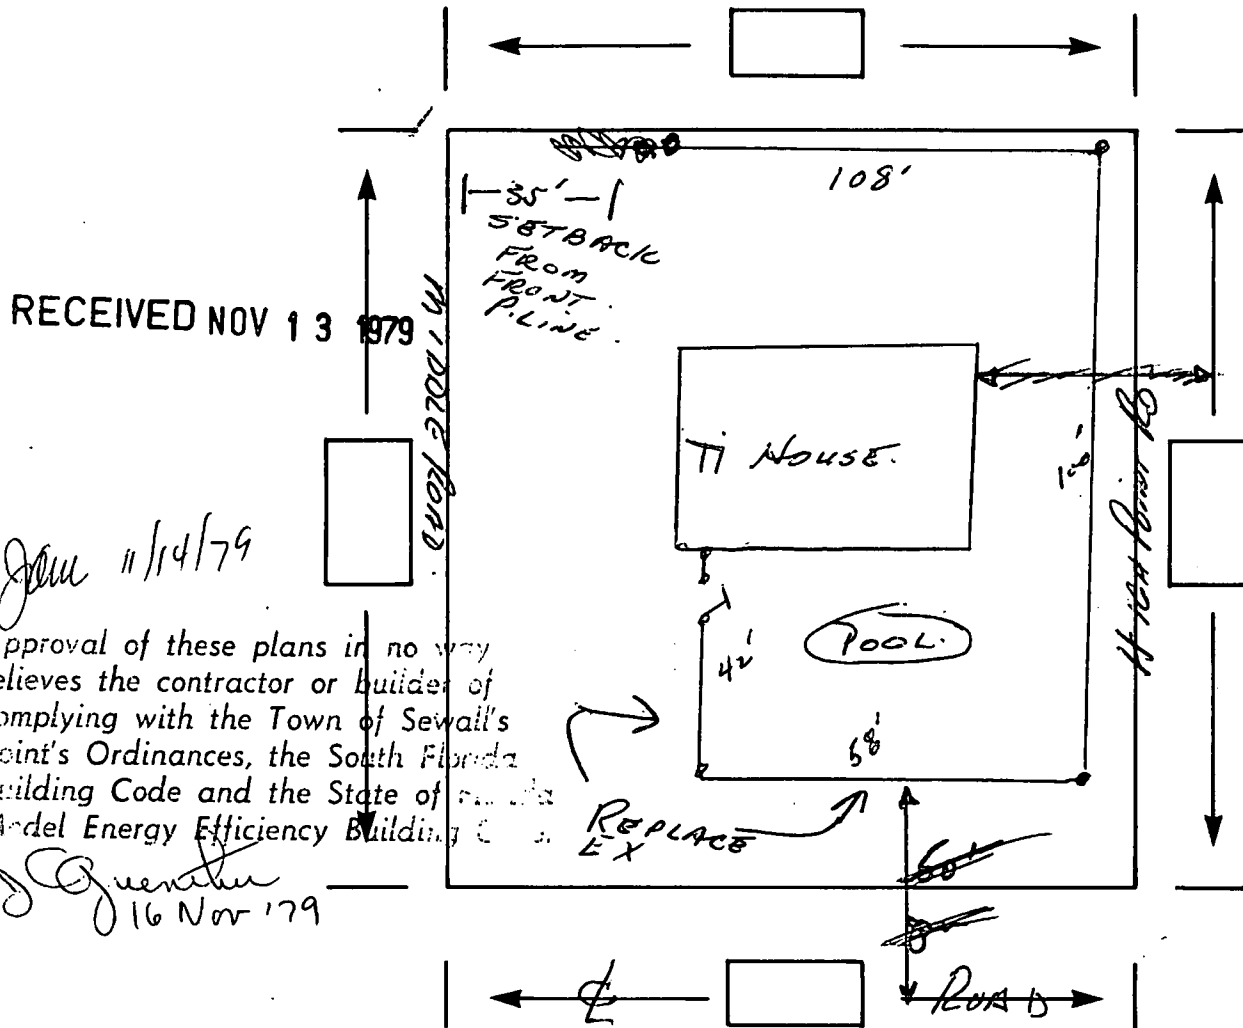 108'
35'
SETBACK
FROM
FRONT.
P.LINE.
RECEIVED NOV 13 1979
MIDDLE ROAD
HOUSE.
HIGH POINT RD
11/14/79
pproval of these plans in no way
elieves the contractor or builder of
omplying with the Town of Sewall's
oint's Ordinances, the South Florida
uilding Code and the State of
del Energy Efficiency Building
POOL.
42'
58'
REPLACE
EX
16 Nov '79
℄
ROAD